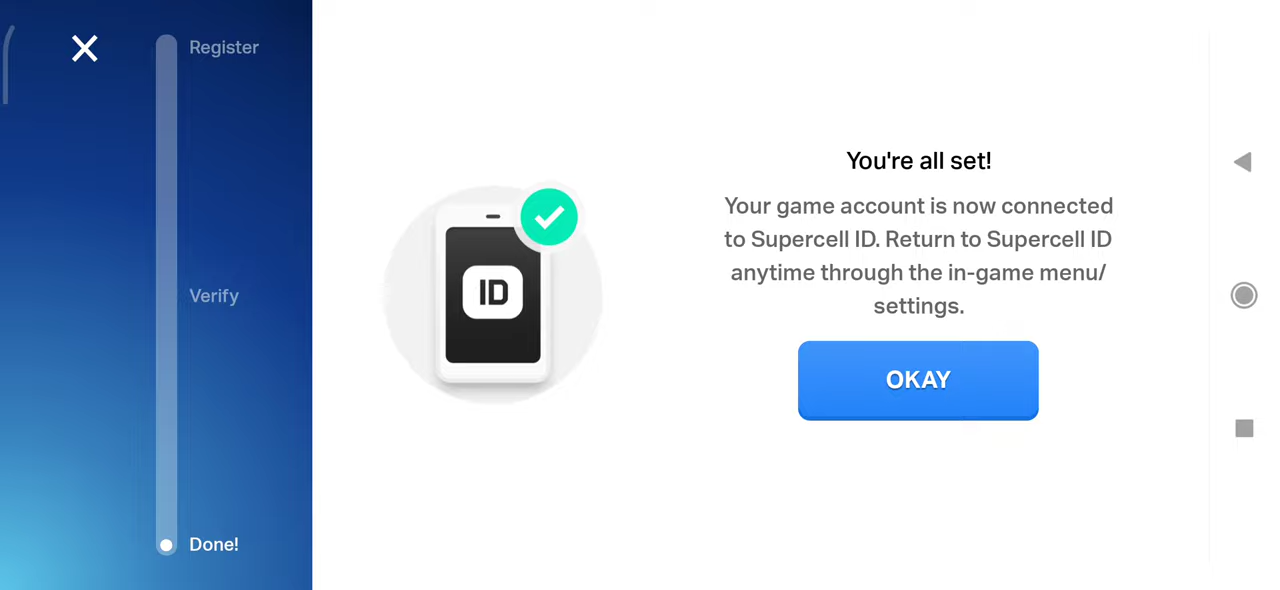 Register
Verify
Done!
ID
You're all set!
Your game account is now connected
to Supercell ID. Return to Supercell ID
anytime through the in-game menu/
settings.
OKAY